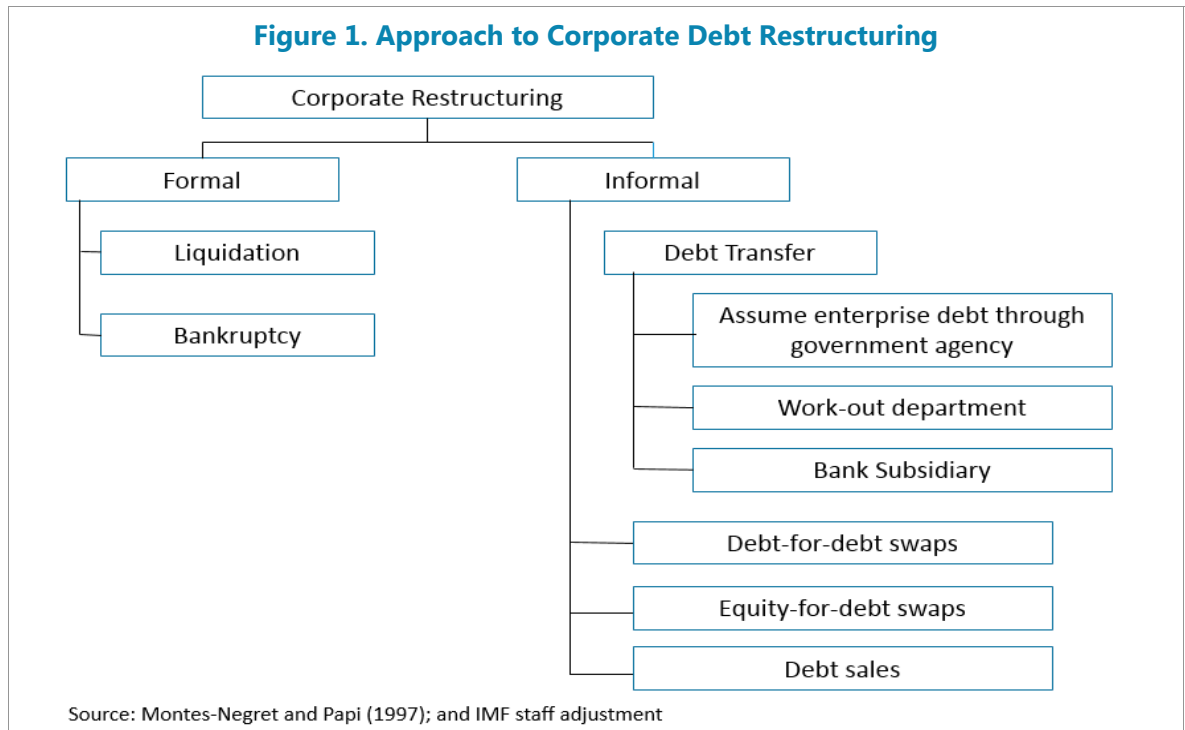 Figure 1. Approach to Corporate Debt Restructuring
Corporate Restructuring
Formal
Informal
Liquidation
Bankruptcy
Debt Transfer
Assume enterprise debt through
government agency
Work-out department
Bank Subsidiary
Debt-for-debt swaps
Equity-for-debt swaps
Debt sales
Source: Montes-Negret and Papi (1997); and IMF staff adjustment